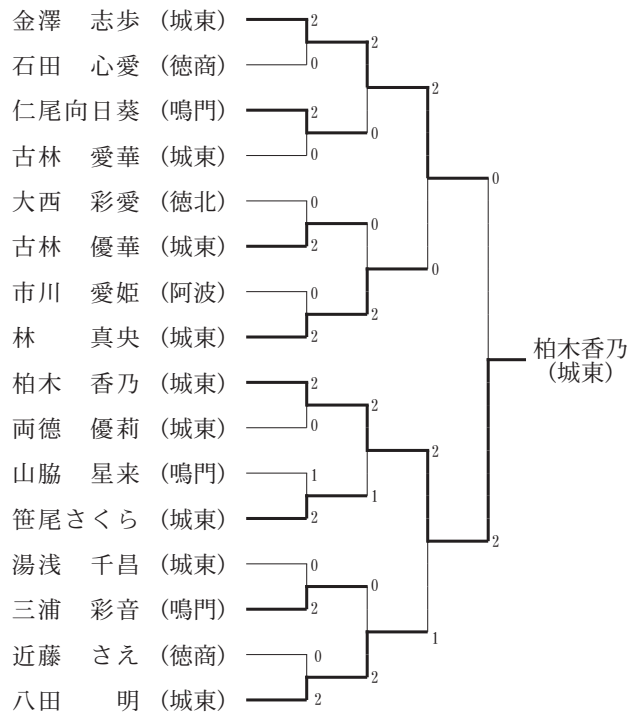 金澤　志歩（城東）
石田　心愛（徳商）
仁尾向日葵（鳴門）
古林　愛華（城東）
大西　彩愛（徳北）
古林　優華（城東）
市川　愛姫（阿波）
林　　真央（城東）
柏木　香乃（城東）
両德　優莉（城東）
山脇　星来（鳴門）
笹尾さくら（城東）
湯浅　千昌（城東）
三浦　彩音（鳴門）
近藤　さえ（徳商）
八田　　明（城東）
2
0
2
0
0
2
0
2
2
0
1
2
0
2
0
2
2
0
0
2
2
1
0
2
2
0
2
1
0
2
柏木香乃
（城東）